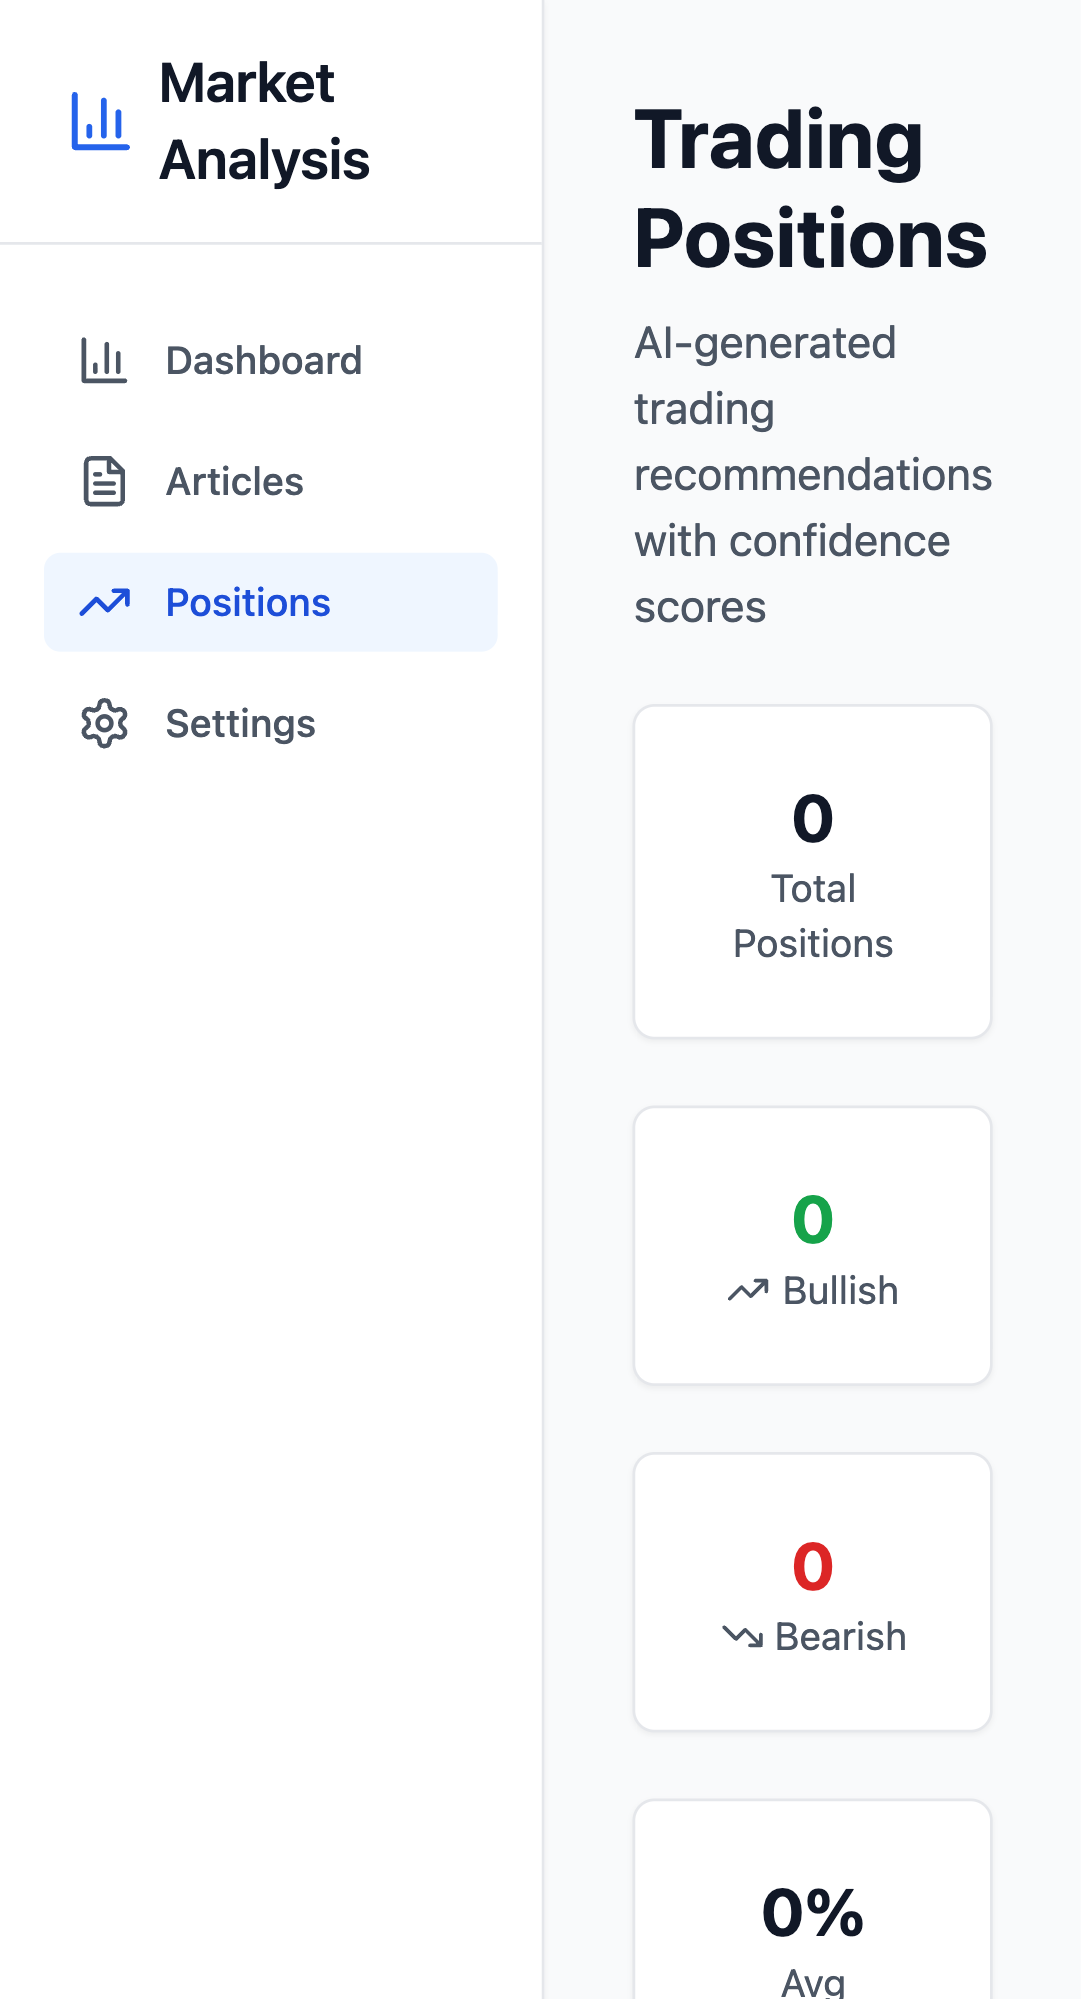 Market
Analysis
Dashboard
Articles
Positions
Settings
Trading
Positions
AI-generated
trading
recommendations
with confidence
scores
0
Total
Positions
0
Bullish
0
Bearish
0%
Avg